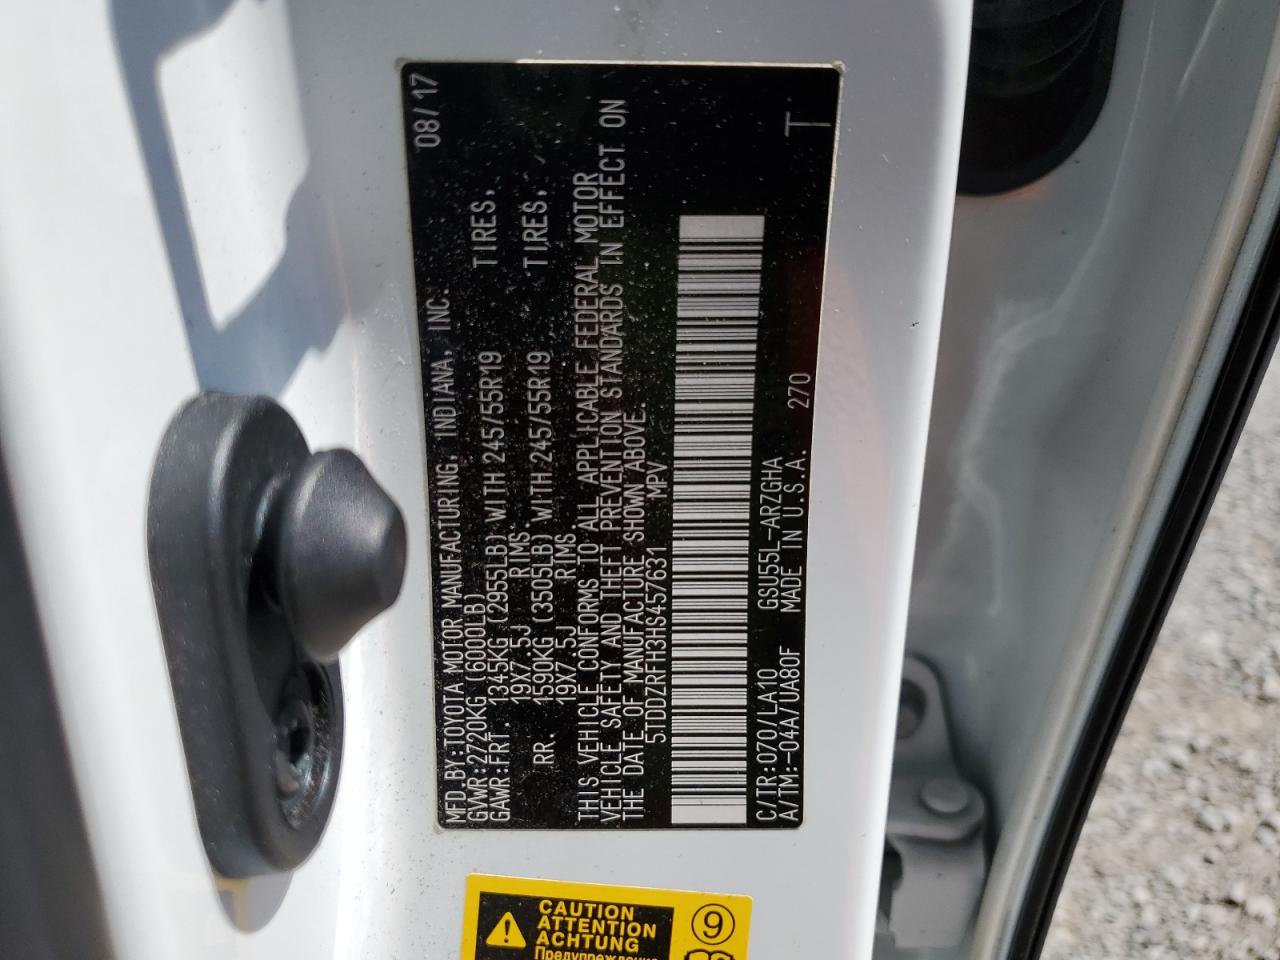 MFD.BY:TOYOTA MOTOR MANUFACTURING, INDIANA, INC. 08/17
GVWR:2720KG(6000LB)
GAWR:FRT. 1345KG(2955LB) WITH 245/55R19 TIRES,
19X7.5J RIMS,
RR. 1590KG(3505LB) WITH 245/55R19 TIRES,
19X7.5J RIMS.
THIS VEHICLE CONFORMS TO ALL APPLICABLE FEDERAL MOTOR
VEHICLE SAFETY AND THEFT PREVENTION STANDARDS IN EFFECT ON
THE DATE OF MANUFACTURE SHOWN ABOVE.
5TDDZRFH3HS457631 MPV
T
C/TR:070/LA10 GSU55L-ARZGHA
A/TM:-04A/UA80F MADE IN U.S.A. 270
CAUTION
ATTENTION
ACHTUNG
Предупреждение
9